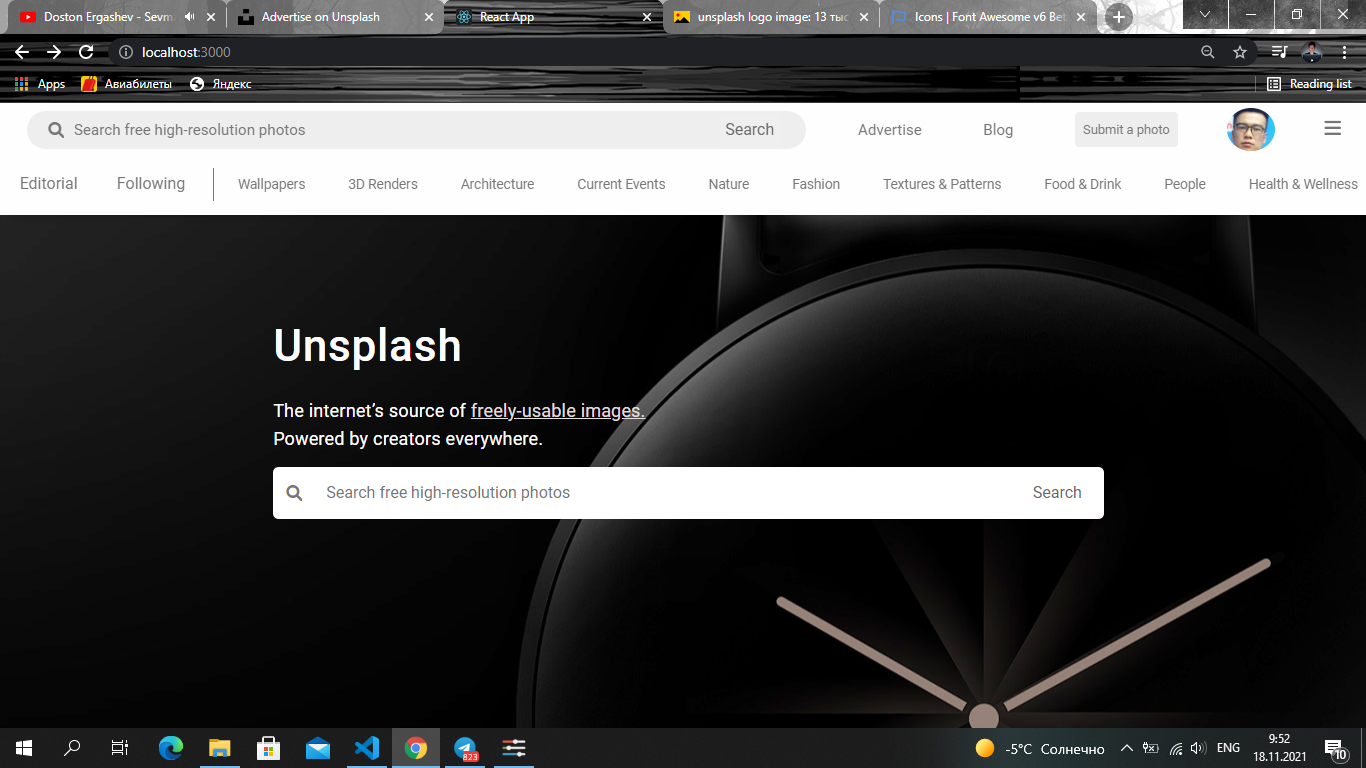 Doston Ergashev - Sevma
Advertise on Unsplash
React App
unsplash logo image: 13 тыс
Icons | Font Awesome v6 Bet
localhost:3000
Apps
Авиабилеты
Яндекс
Reading list
Search free high-resolution photos
Search
Advertise
Blog
Submit a photo
Editorial
Following
Wallpapers
3D Renders
Architecture
Current Events
Nature
Fashion
Textures & Patterns
Food & Drink
People
Health & Wellness
Unsplash
The internet’s source of freely-usable images.
Powered by creators everywhere.
Search free high-resolution photos
Search
823
-5°C Солнечно
ENG
9:52
18.11.2021
10